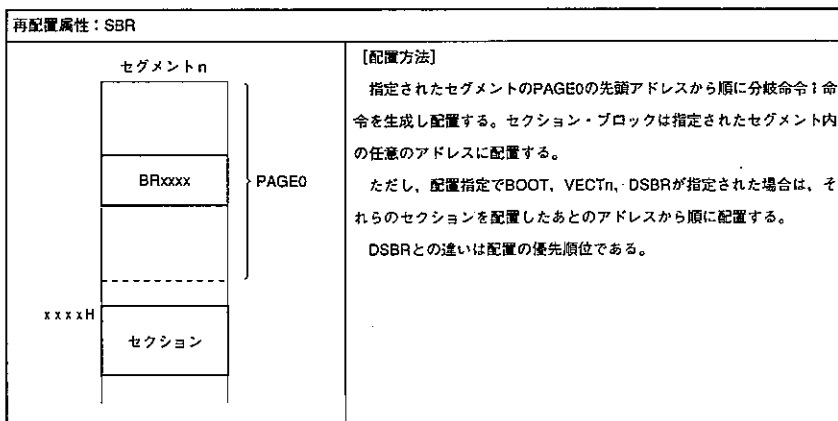 再配置属性：SBR
セグメントn
BRxxxx
PAGE0
xxxxH
セクション
[配置方法]
指定されたセグメントのPAGE0の先頭アドレスから順に分岐命令1命
令を生成し配置する。セクション・ブロックは指定されたセグメント内
の任意のアドレスに配置する。
ただし，配置指定でBOOT，VECTn，DSBRが指定された場合は，そ
れらのセクションを配置したあとのアドレスから順に配置する。
DSBRとの違いは配置の優先順位である。